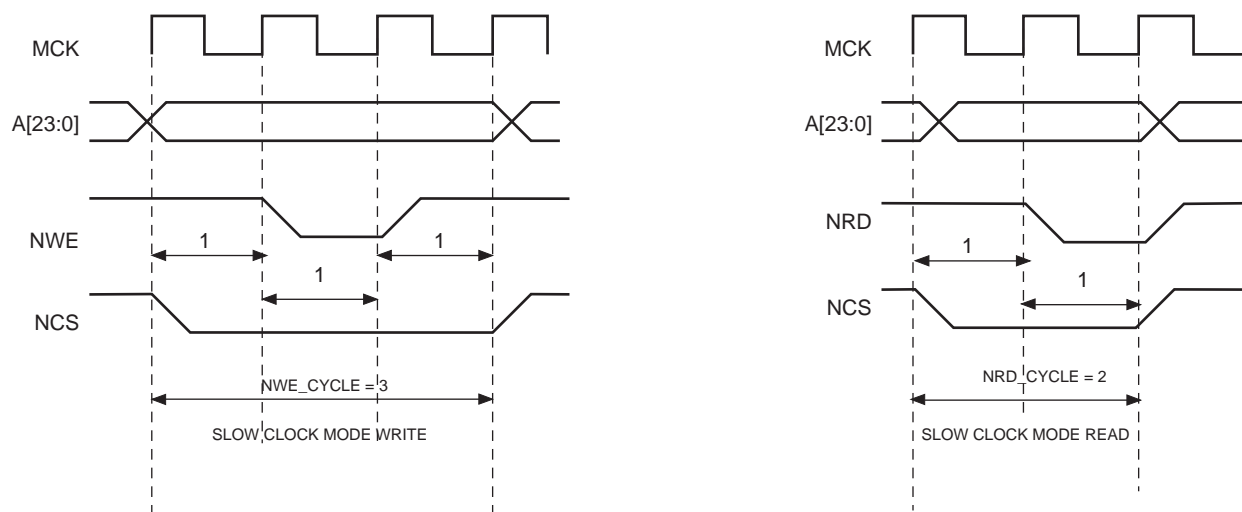 MCK
A[23:0]
NWE
1
1
1
NCS
NWE_CYCLE = 3
SLOW CLOCK MODE WRITE
MCK
A[23:0]
NRD
1
1
NCS
NRD_CYCLE = 2
SLOW CLOCK MODE READ